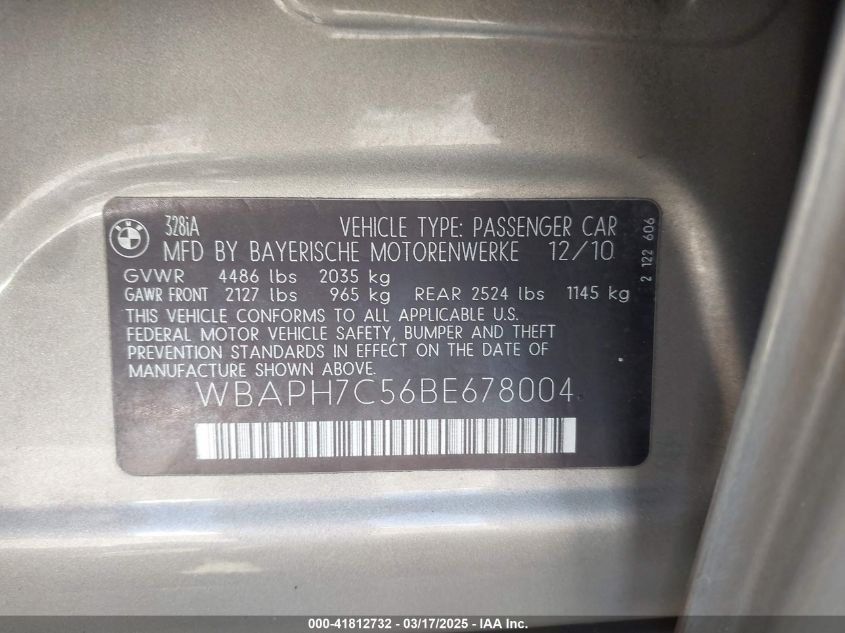 BMW
328iA VEHICLE TYPE: PASSENGER CAR
MFD BY BAYERISCHE MOTORENWERKE 12/10
GVWR 4486 lbs 2035 kg
GAWR FRONT 2127 lbs 965 kg REAR 2524 lbs 1145 kg
THIS VEHICLE CONFORMS TO ALL APPLICABLE U.S.
FEDERAL MOTOR VEHICLE SAFETY, BUMPER AND THEFT
PREVENTION STANDARDS IN EFFECT ON THE DATE OF
MANUFACTURE SHOWN ABOVE.
WBAPH7C56BE678004
2 122 606
000-41812732 - 03/17/2025 - IAA Inc.